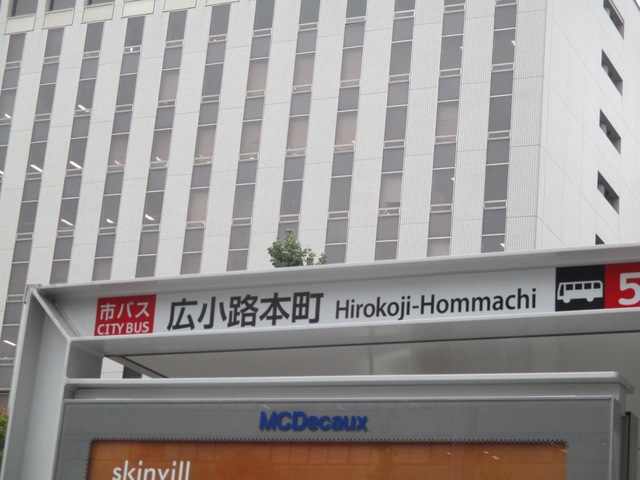 市バス
CITY BUS
広小路本町 Hirokoji-Hommachi 5
MCDecaux
skinvill